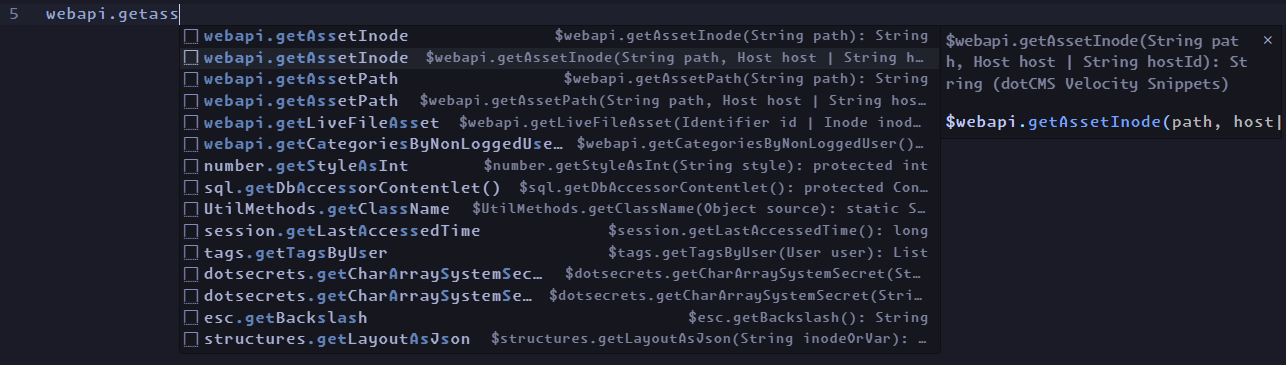 5 webapi.getass
webapi.getAssetInode $webapi.getAssetInode(String path): String
webapi.getAssetInode $webapi.getAssetInode(String path, Host host | String h…
webapi.getAssetPath $webapi.getAssetPath(String path): String
webapi.getAssetPath $webapi.getAssetPath(String path, Host host | String hos…
webapi.getLiveFileAsset $webapi.getLiveFileAsset(Identifier id | Inode inod…
webapi.getCategoriesByNonLoggedUse… $webapi.getCategoriesByNonLoggedUser()…
number.getStyleAsInt $number.getStyleAsInt(String style): protected int
sql.getDbAccessorContentlet() $sql.getDbAccessorContentlet(): protected Con…
UtilMethods.getClassName $UtilMethods.getClassName(Object source): static S…
session.getLastAccessedTime $session.getLastAccessedTime(): long
tags.getTagsByUser $tags.getTagsByUser(User user): List
dotsecrets.getCharArraySystemSec… $dotsecrets.getCharArraySystemSecret(St…
dotsecrets.getCharArraySystemSe… $dotsecrets.getCharArraySystemSecret(Stri…
esc.getBackslash $esc.getBackslash(): String
structures.getLayoutAsJson $structures.getLayoutAsJson(String inodeOrVar): …
$webapi.getAssetInode(String pat
h, Host host | String hostId): St
ring (dotCMS Velocity Snippets)
$webapi.getAssetInode(path, host|